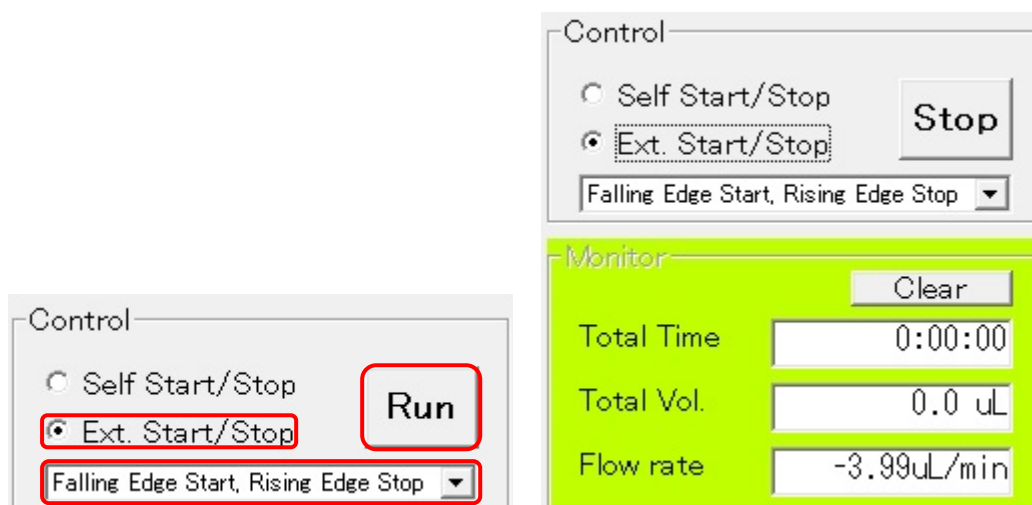 Control
Self Start/Stop
Ext. Start/Stop
Run
Falling Edge Start, Rising Edge Stop
Control
Self Start/Stop
Ext. Start/Stop
Stop
Falling Edge Start, Rising Edge Stop
Monitor
Clear
Total Time 0:00:00
Total Vol. 0.0 uL
Flow rate -3.99uL/min